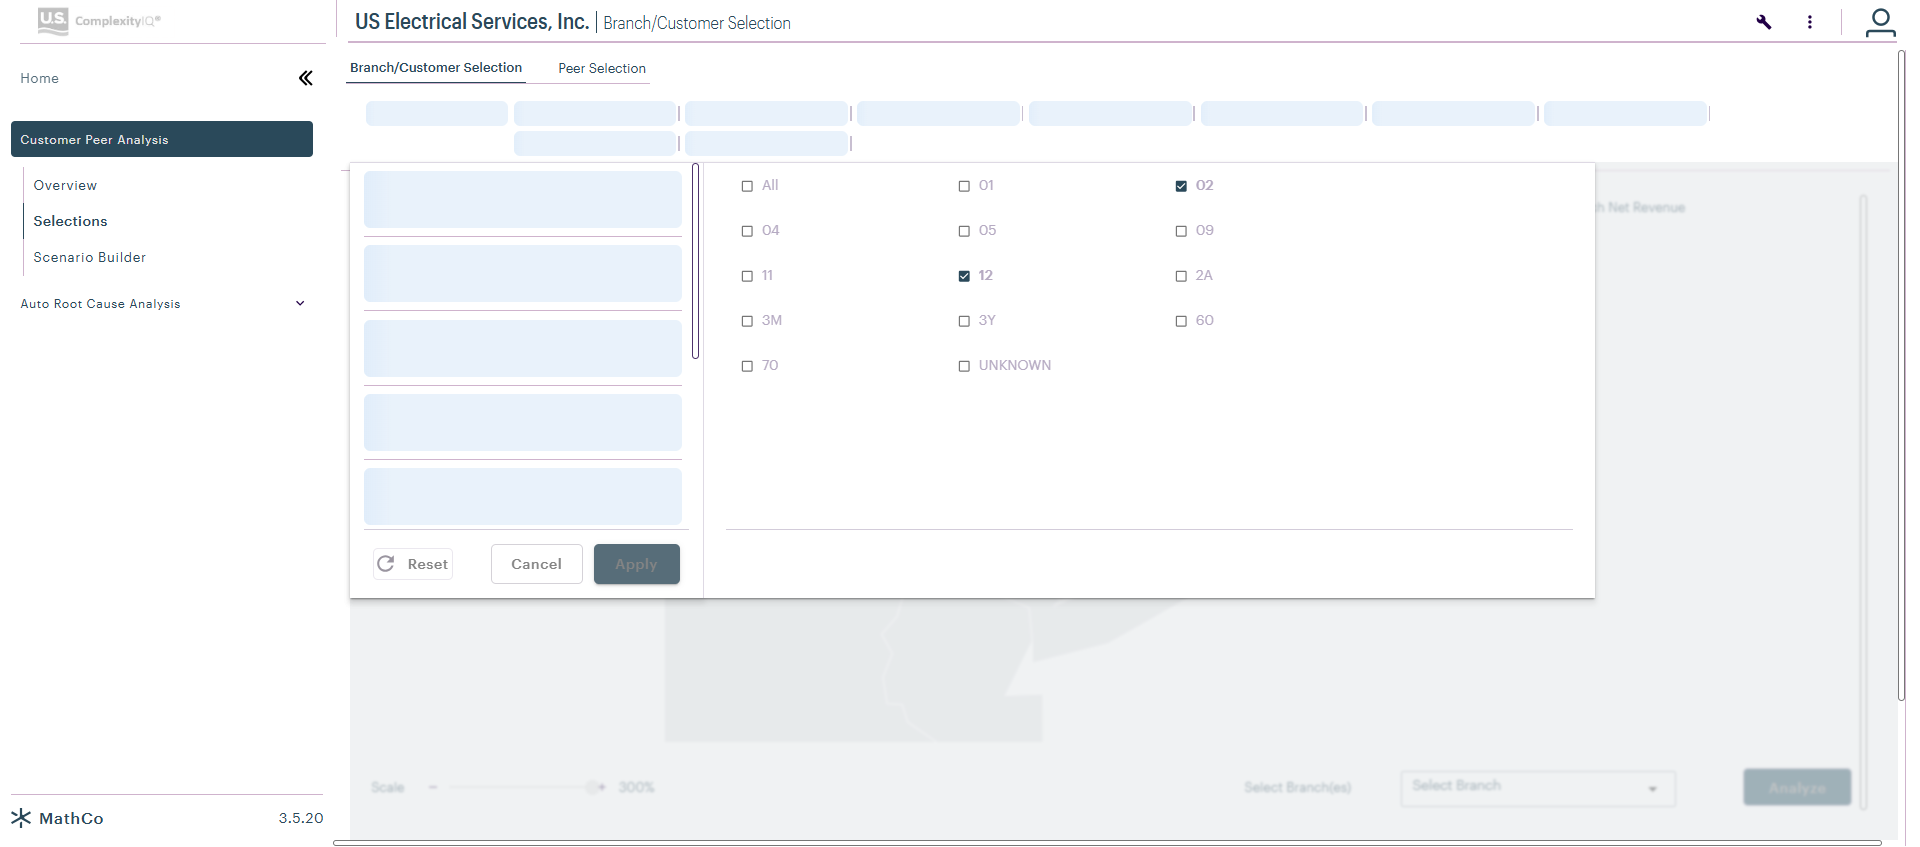 U.S. ComplexityIQ®
US Electrical Services, Inc. | Branch/Customer Selection
Home
Branch/Customer Selection
Peer Selection
Customer Peer Analysis
Overview
Selections
Scenario Builder
Auto Root Cause Analysis
All
01
02
04
05
09
11
12
2A
3M
3Y
60
70
UNKNOWN
Net Revenue
Reset
Cancel
Apply
Scale
300%
Select Branch(es)
Select Branch
Analyze
MathCo
3.5.20